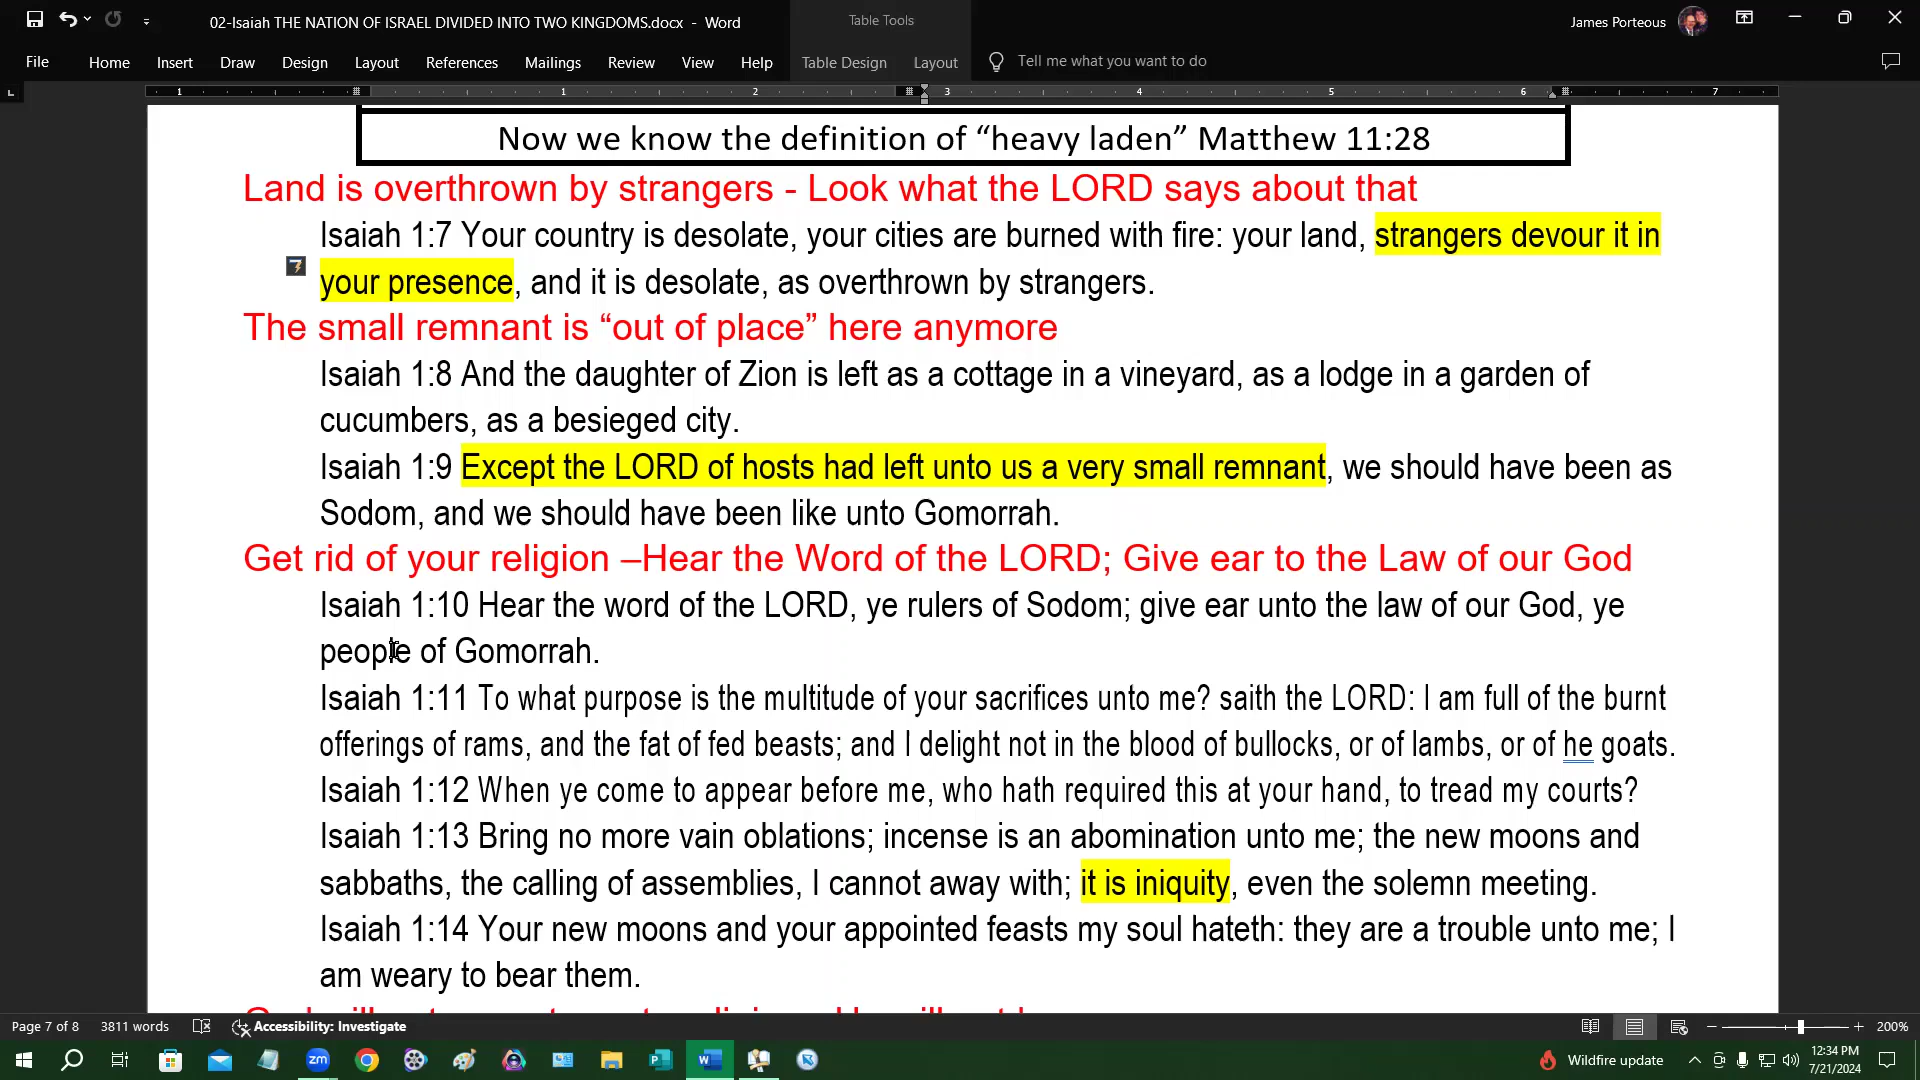 02-Isaiah THE NATION OF ISRAEL DIVIDED INTO TWO KINGDOMS.docx - Word
Table Tools
James Porteous
File Home Insert Draw Design Layout References Mailings Review View Help Table Design Layout Tell me what you want to do
1 1 2 3 4 5 6 7
Now we know the definition of “heavy laden” Matthew 11:28
Land is overthrown by strangers - Look what the LORD says about that
Isaiah 1:7 Your country is desolate, your cities are burned with fire: your land, strangers devour it in
your presence, and it is desolate, as overthrown by strangers.
The small remnant is “out of place” here anymore
Isaiah 1:8 And the daughter of Zion is left as a cottage in a vineyard, as a lodge in a garden of
cucumbers, as a besieged city.
Isaiah 1:9 Except the LORD of hosts had left unto us a very small remnant, we should have been as
Sodom, and we should have been like unto Gomorrah.
Get rid of your religion –Hear the Word of the LORD; Give ear to the Law of our God
Isaiah 1:10 Hear the word of the LORD, ye rulers of Sodom; give ear unto the law of our God, ye
people of Gomorrah.
Isaiah 1:11 To what purpose is the multitude of your sacrifices unto me? saith the LORD: I am full of the burnt
offerings of rams, and the fat of fed beasts; and I delight not in the blood of bullocks, or of lambs, or of he goats.
Isaiah 1:12 When ye come to appear before me, who hath required this at your hand, to tread my courts?
Isaiah 1:13 Bring no more vain oblations; incense is an abomination unto me; the new moons and
sabbaths, the calling of assemblies, I cannot away with; it is iniquity, even the solemn meeting.
Isaiah 1:14 Your new moons and your appointed feasts my soul hateth: they are a trouble unto me; I
am weary to bear them.
Page 7 of 8 3811 words Accessibility: Investigate 200%
zm Wildfire update 12:34 PM
7/21/2024